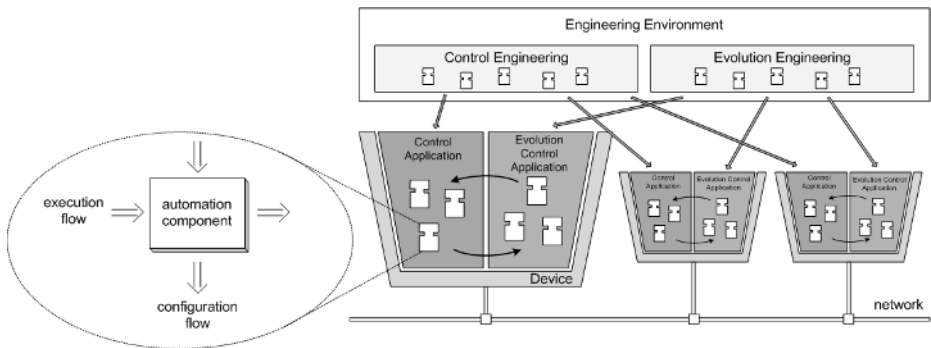 Engineering Environment
Control Engineering
Evolution Engineering
Control
Application
Evolution
Control
Application
Control
Application
Evolution Control
Application
Control
Application
Evolution Control
Application
execution
flow
automation
component
configuration
flow
Device
network